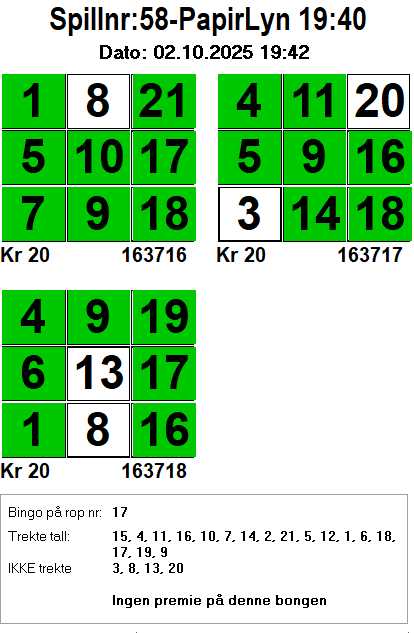 Spillnr:58-PapirLyn 19:40
Dato: 02.10.2025 19:42
1 8 21
5 10 17
7 9 18
Kr 20 163716
4 11 20
5 9 16
3 14 18
Kr 20 163717
4 9 19
6 13 17
1 8 16
Kr 20 163718
Bingo på rop nr: 17
Trekte tall: 15, 4, 11, 16, 10, 7, 14, 2, 21, 5, 12, 1, 6, 18,
17, 19, 9
IKKE trekte 3, 8, 13, 20
Ingen premie på denne bongen